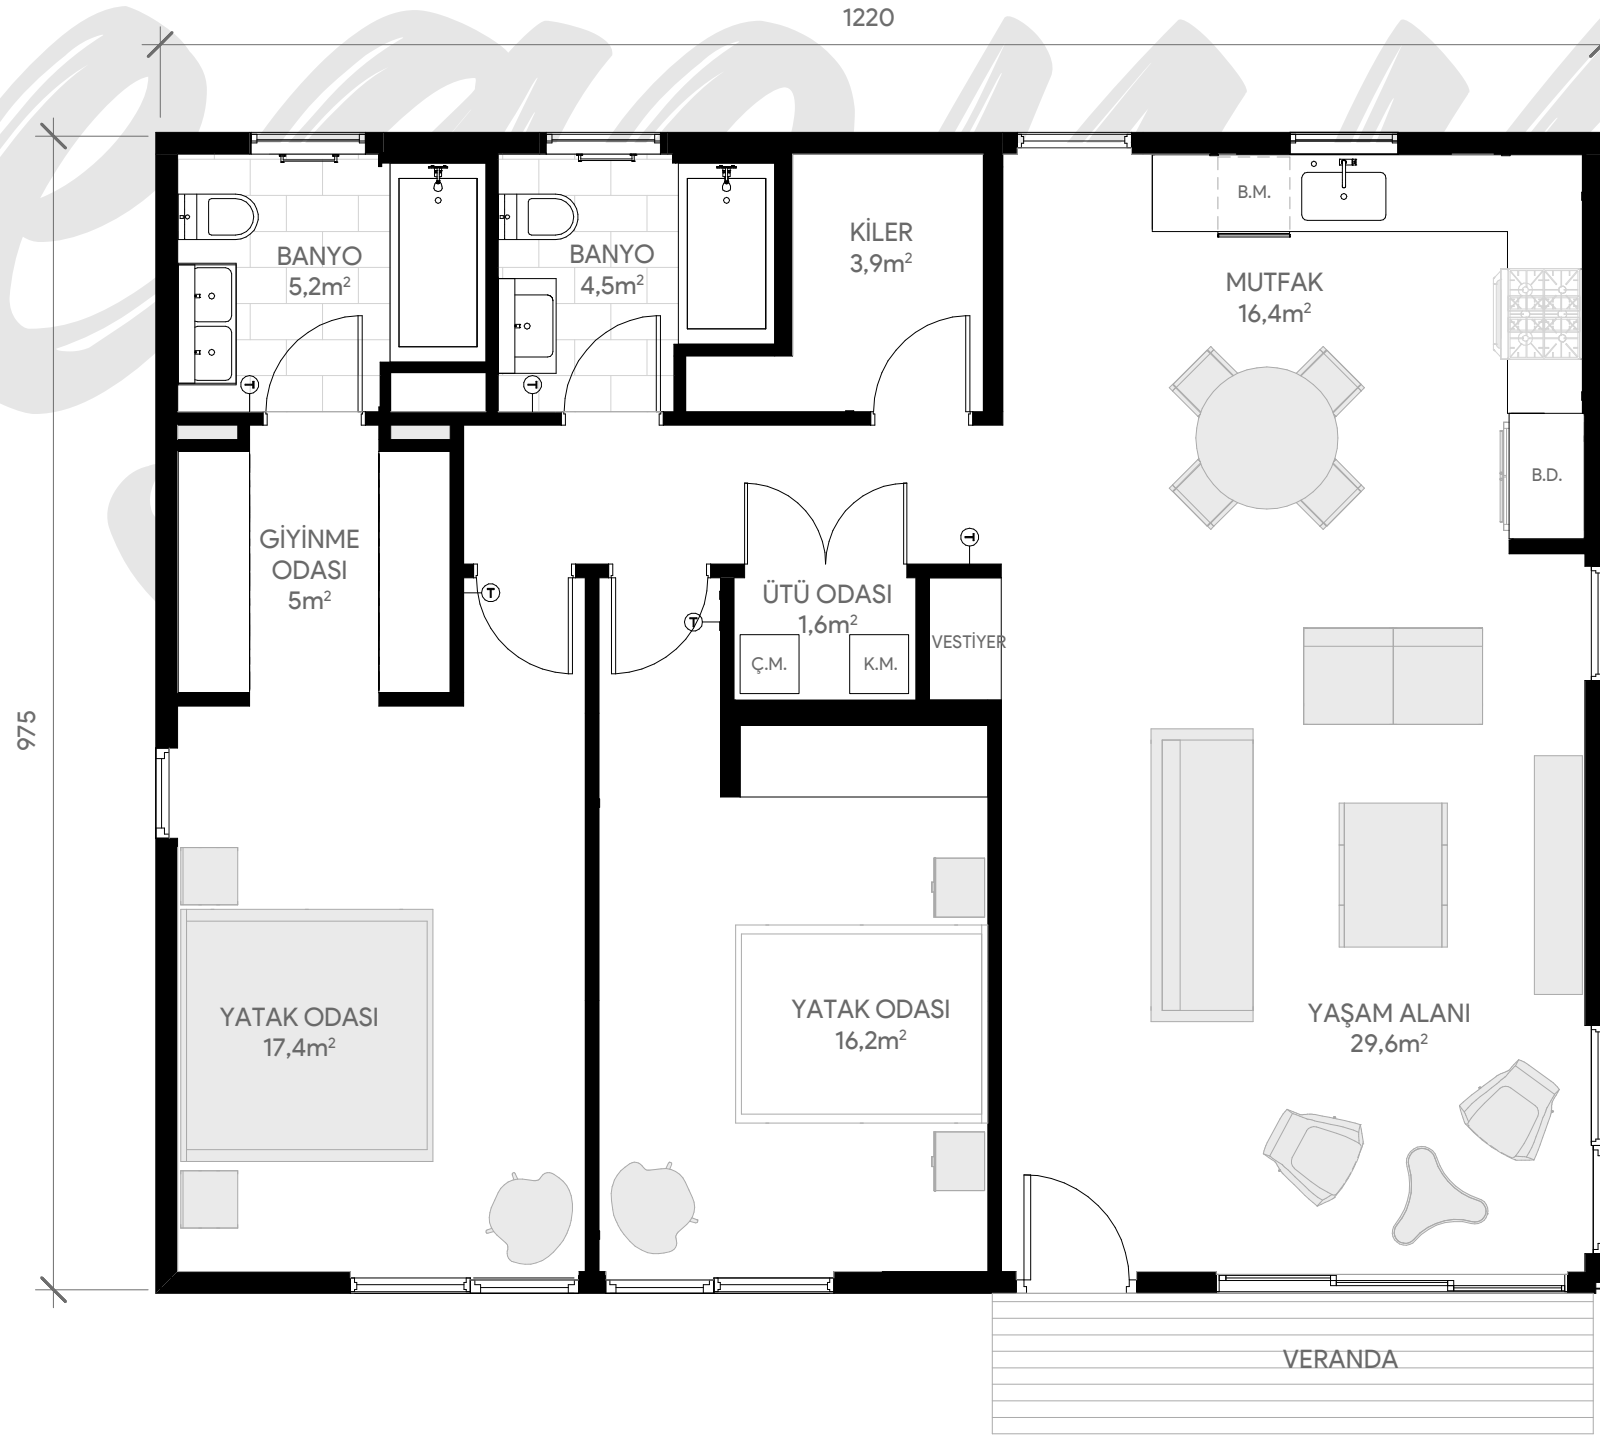 1220
975
BANYO
5,2m²
BANYO
4,5m²
KİLER
3,9m²
B.M.
MUTFAK
16,4m²
B.D.
GİYİNME
ODASI
5m²
T
T
T
T
T
ÜTÜ ODASI
1,6m²
Ç.M.
K.M.
VESTİYER
YATAK ODASI
17,4m²
YATAK ODASI
16,2m²
YAŞAM ALANI
29,6m²
VERANDA